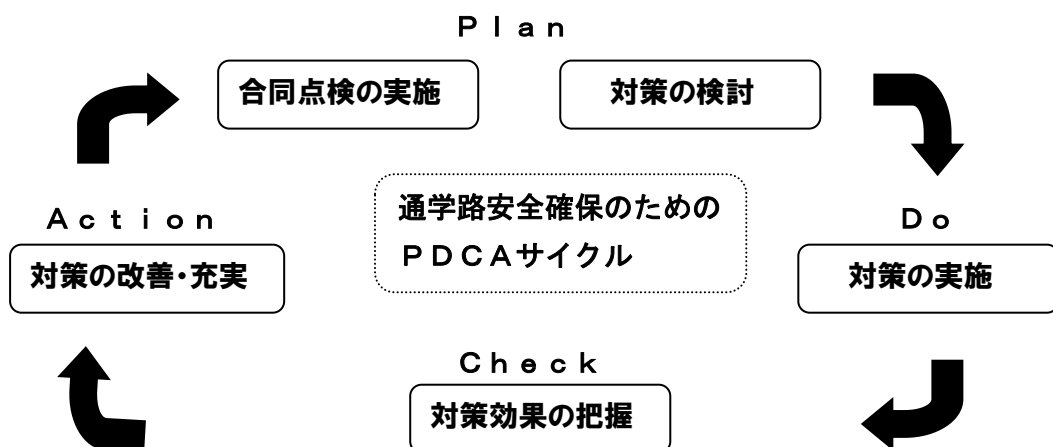 Ｐｌａｎ
合同点検の実施
対策の検討
通学路安全確保のための
ＰＤＣＡサイクル
Ａｃｔｉｏｎ
対策の改善・充実
Ｄｏ
対策の実施
Ｃｈｅｃｋ
対策効果の把握